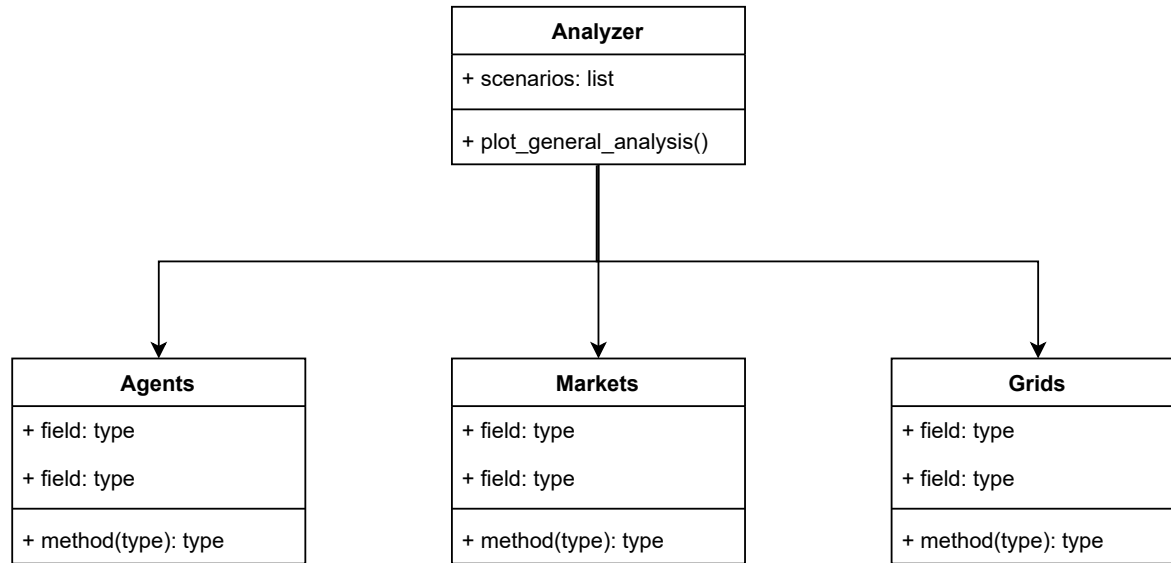 Analyzer
+ scenarios: list
+ plot_general_analysis()
Agents
+ field: type
+ field: type
+ method(type): type
Markets
+ field: type
+ field: type
+ method(type): type
Grids
+ field: type
+ field: type
+ method(type): type